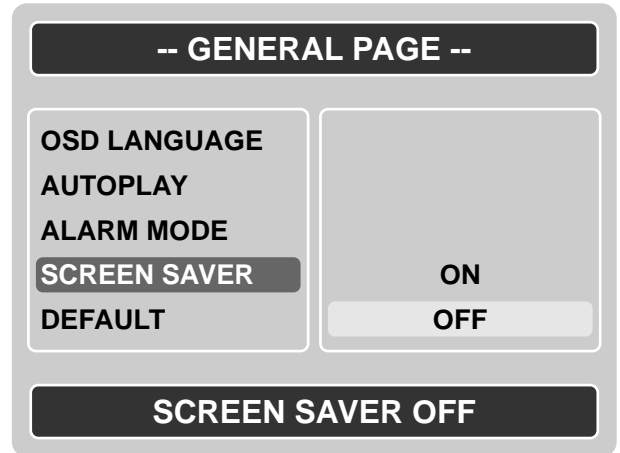 -- GENERAL PAGE --
OSD LANGUAGE
AUTOPLAY
ALARM MODE
SCREEN SAVER ON
DEFAULT OFF
SCREEN SAVER OFF